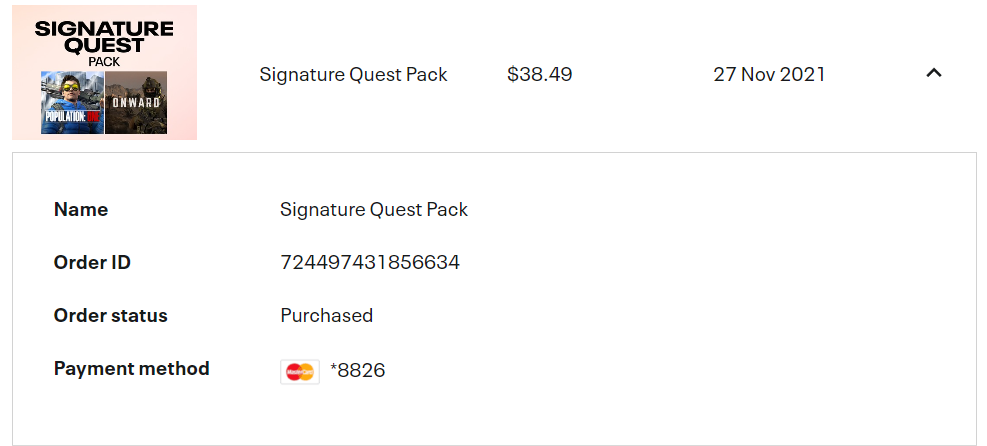 SIGNATURE
QUEST
PACK
POPULATION: ONE
ONWARD
Signature Quest Pack $38.49 27 Nov 2021
Name Signature Quest Pack
Order ID 724497431856634
Order status Purchased
Payment method MasterCard *8826